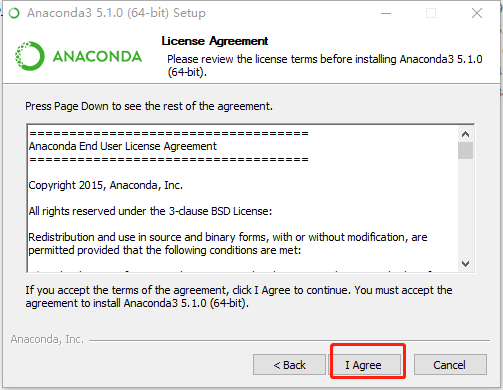 Anaconda3 5.1.0 (64-bit) Setup
ANACONDA
License Agreement
Please review the license terms before installing Anaconda3 5.1.0
(64-bit).
Press Page Down to see the rest of the agreement.
===================================
Anaconda End User License Agreement
===================================
Copyright 2015, Anaconda, Inc.
All rights reserved under the 3-clause BSD License:
Redistribution and use in source and binary forms, with or without modification, are
permitted provided that the following conditions are met:
If you accept the terms of the agreement, click I Agree to continue. You must accept the
agreement to install Anaconda3 5.1.0 (64-bit).
Anaconda, Inc.
< Back
I Agree
Cancel